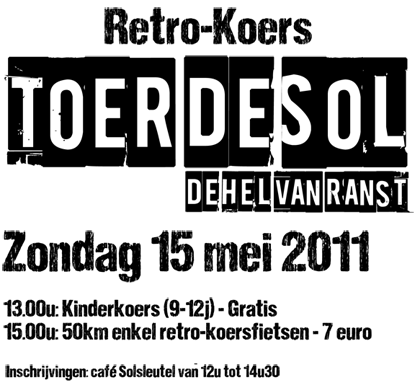 Retro-Koers
TOERDESOL
DEHELVANRANST
Zondag 15 mei 2011
13.00u: Kinderkoers (9-12j) - Gratis
15.00u: 50km enkel retro-koersfietsen - 7 euro
Inschrijvingen: café Solsleutel van 12u tot 14u30